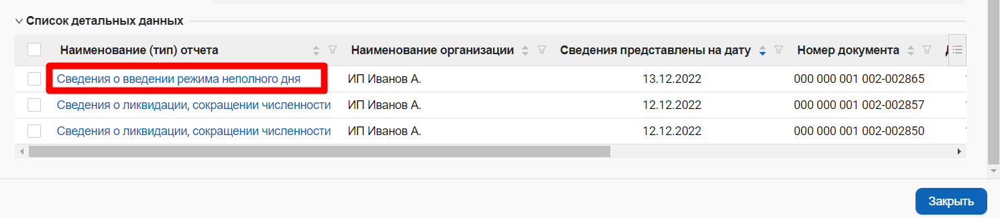 Список детальных данных
Наименование (тип) отчета Наименование организации Сведения представлены на дату Номер документа
Сведения о введении режима неполного дня ИП Иванов А. 13.12.2022 000 000 001 002-002865
Сведения о ликвидации, сокращении численности ИП Иванов А. 12.12.2022 000 000 001 002-002857
Сведения о ликвидации, сокращении численности ИП Иванов А. 12.12.2022 000 000 001 002-002850
Закрыть